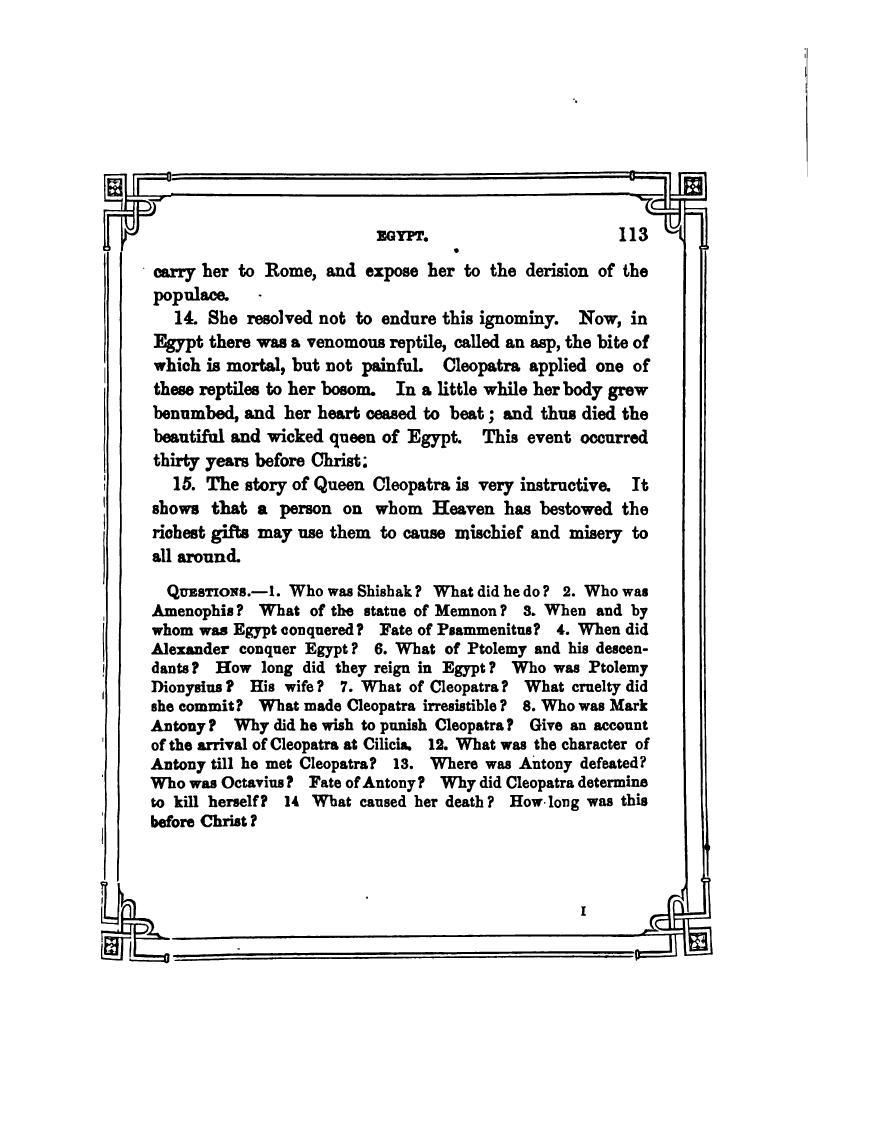 EGYPT. 113
carry her to Rome, and expose her to the derision of the
populace.
14. She resolved not to endure this ignominy. Now, in
Egypt there was a venomous reptile, called an asp, the bite of
which is mortal, but not painful. Cleopatra applied one of
these reptiles to her bosom. In a little while her body grew
benumbed, and her heart ceased to beat; and thus died the
beautiful and wicked queen of Egypt. This event occurred
thirty years before Christ:
15. The story of Queen Cleopatra is very instructive. It
shows that a person on whom Heaven has bestowed the
richest gifts may use them to cause mischief and misery to
all around.
QUESTIONS.—1. Who was Shishak? What did he do? 2. Who was
Amenophis? What of the statue of Memnon? 3. When and by
whom was Egypt conquered? Fate of Psammenitus? 4. When did
Alexander conquer Egypt? 6. What of Ptolemy and his descen-
dants? How long did they reign in Egypt? Who was Ptolemy
Dionysius? His wife? 7. What of Cleopatra? What cruelty did
she commit? What made Cleopatra irresistible? 8. Who was Mark
Antony? Why did he wish to punish Cleopatra? Give an account
of the arrival of Cleopatra at Cilicia. 12. What was the character of
Antony till he met Cleopatra? 13. Where was Antony defeated?
Who was Octavius? Fate of Antony? Why did Cleopatra determine
to kill herself? 14 What caused her death? How long was this
before Christ?
I